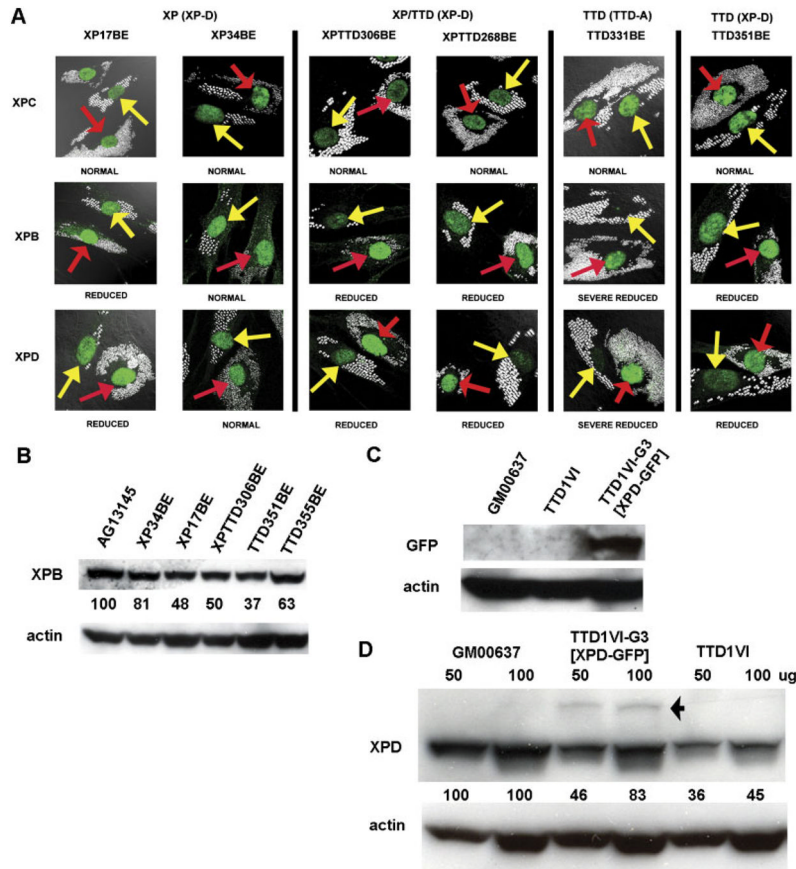 A
XP (XP-D) XP/TTD (XP-D) TTD (TTD-A) TTD (XP-D)
XP17BE XP34BE XPTTD306BE XPTTD268BE TTD331BE TTD351BE
XPC
NORMAL NORMAL NORMAL NORMAL NORMAL NORMAL
XPB
REDUCED NORMAL REDUCED REDUCED SEVERE REDUCED REDUCED
XPD
REDUCED NORMAL REDUCED REDUCED SEVERE REDUCED REDUCED
B
AG13145 XP34BE XP17BE XPTTD306BE TTD351BE TTD355BE
XPB
100 81 48 50 37 63
actin
C
GM00637 TTD1VI TTD1VI-G3
[XPD-GFP]
GFP
actin
D
GM00637 TTD1VI-G3 TTD1VI
[XPD-GFP]
50 100 50 100 50 100 ug
XPD
100 100 46 83 36 45
actin